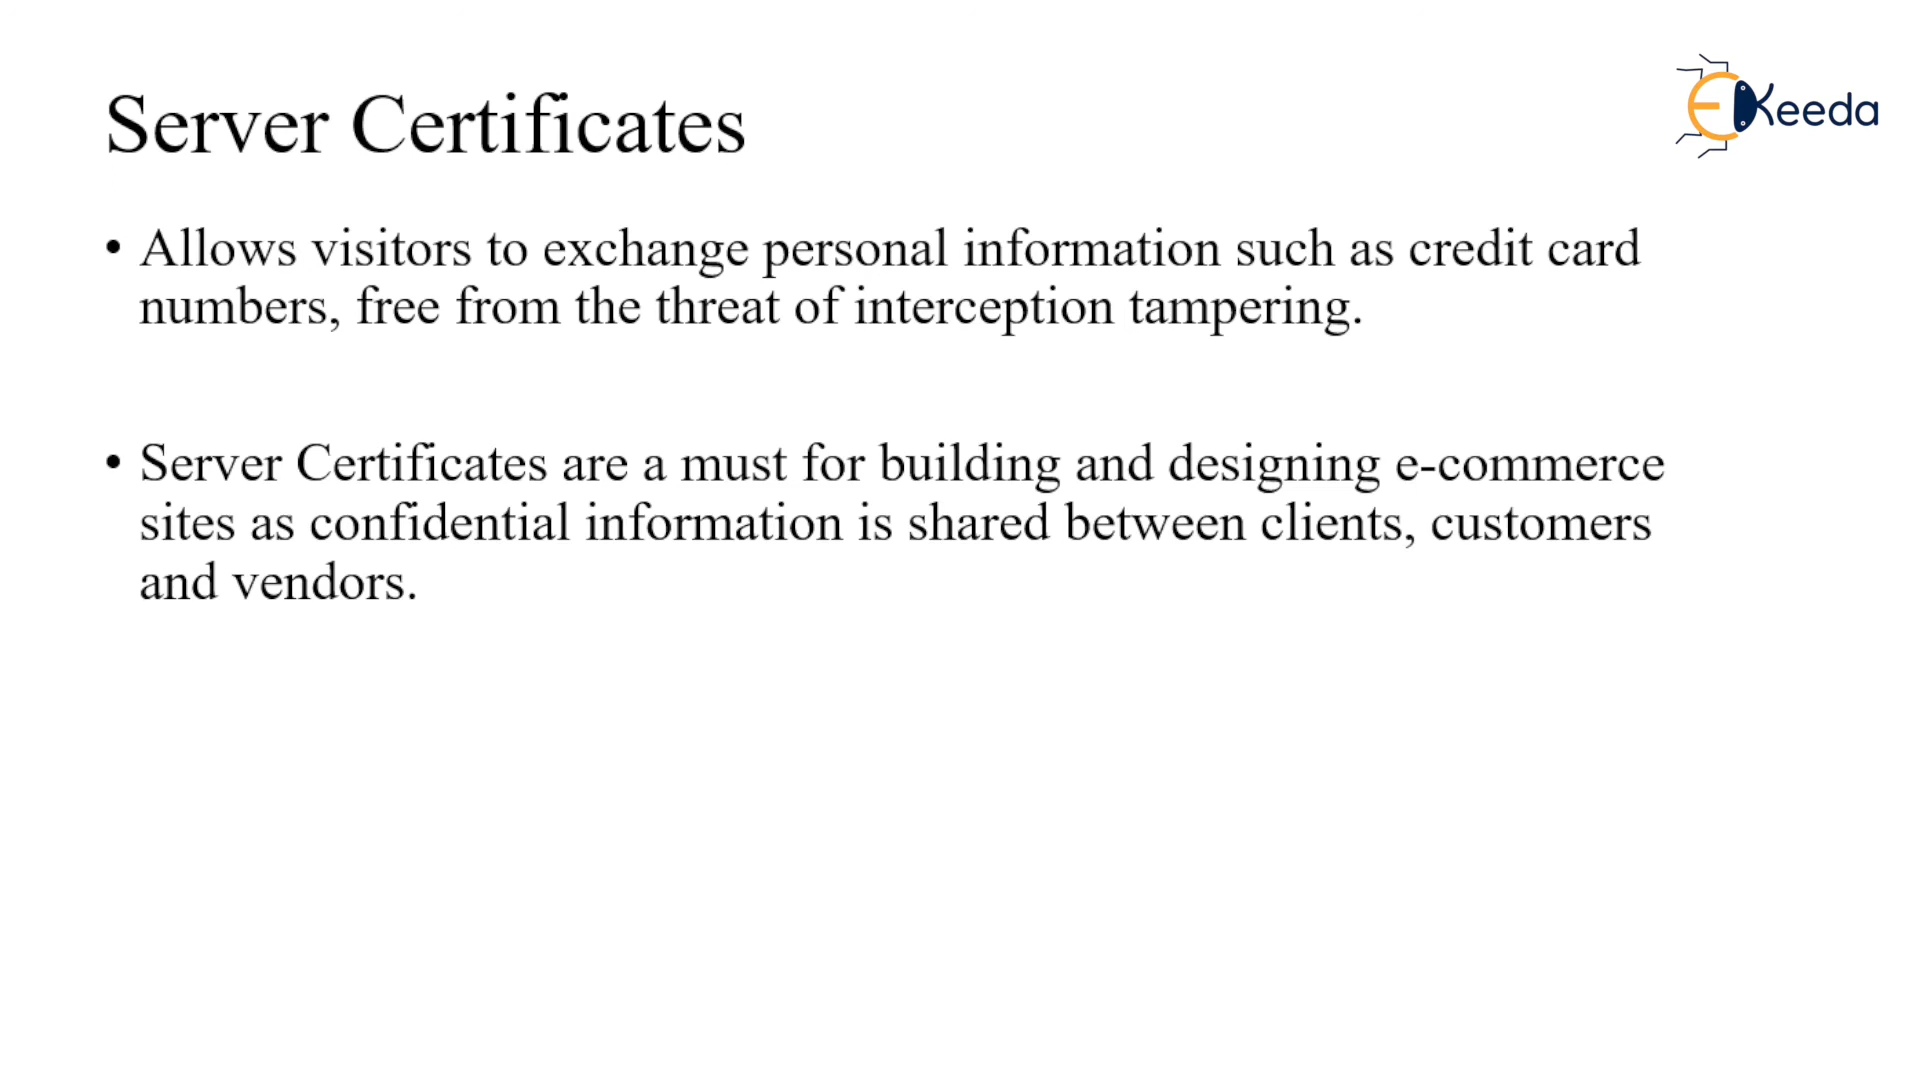 Server Certificates
EKeeda
• Allows visitors to exchange personal information such as credit card
numbers, free from the threat of interception tampering.
• Server Certificates are a must for building and designing e-commerce
sites as confidential information is shared between clients, customers
and vendors.